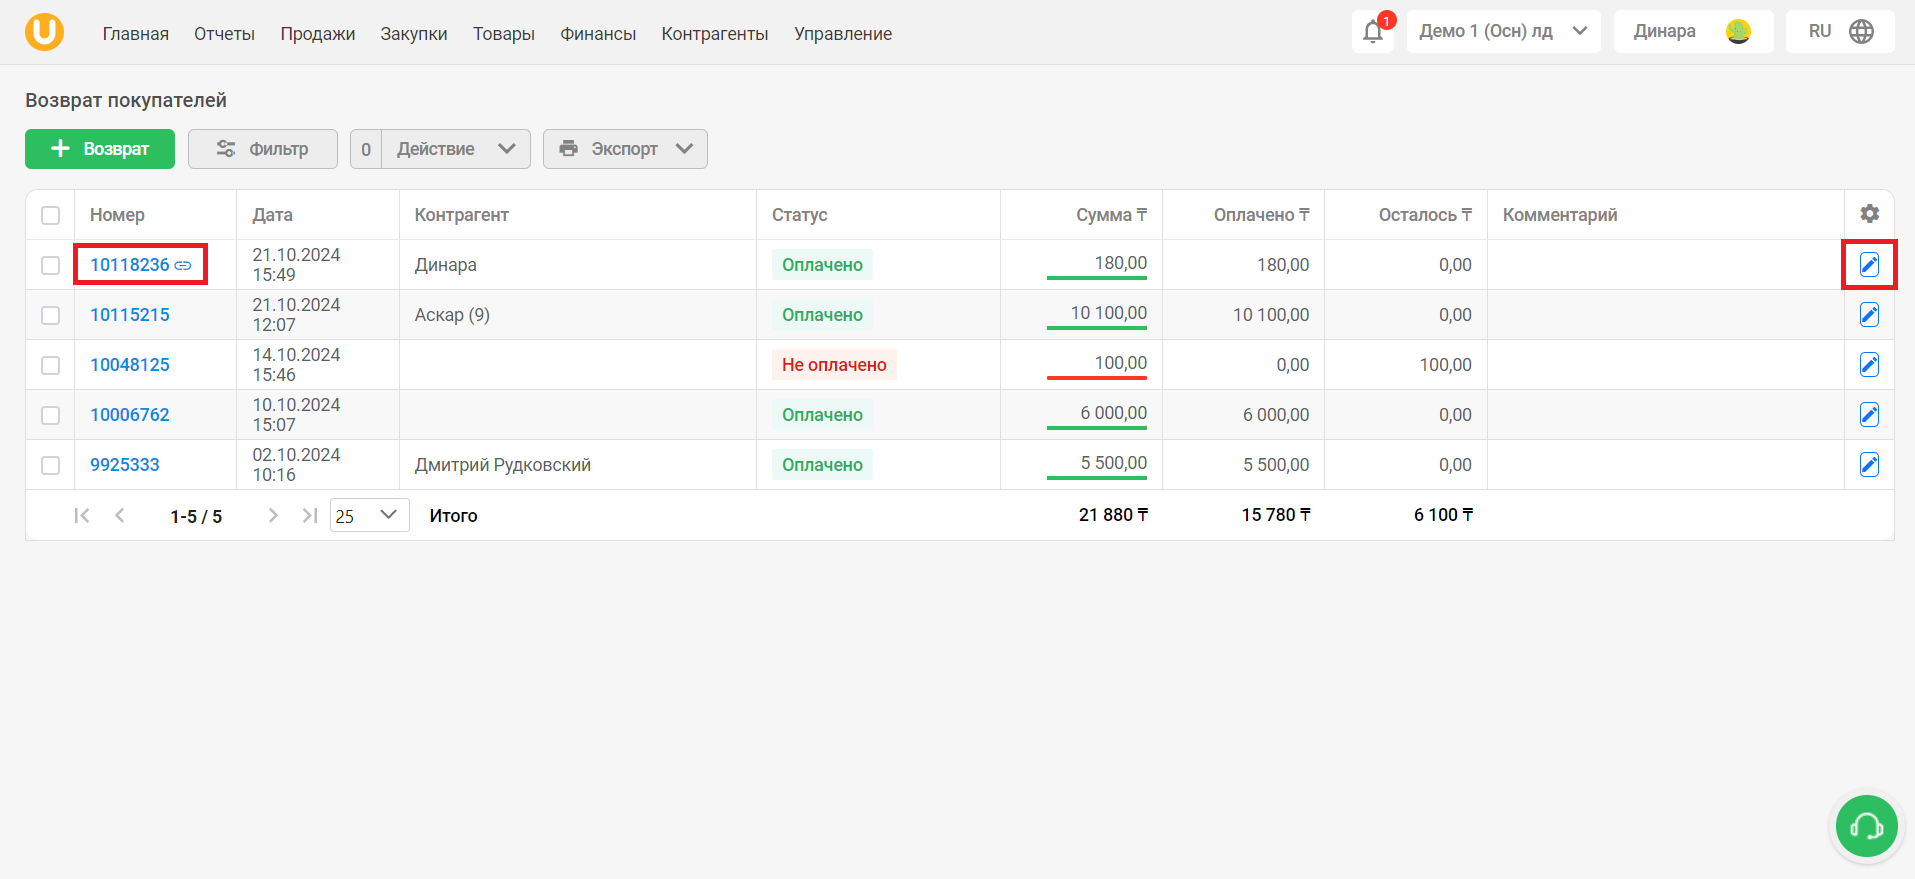 U Главная Отчеты Продажи Закупки Товары Финансы Контрагенты Управление 1 Демо 1 (Осн) лд Динара RU
Возврат покупателей
Возврат Фильтр 0 Действие Экспорт
Номер Дата Контрагент Статус Сумма ₸ Оплачено ₸ Осталось ₸ Комментарий
10118236 21.10.2024 15:49 Динара Оплачено 180,00 180,00 0,00
10115215 21.10.2024 12:07 Аскар (9) Оплачено 10 100,00 10 100,00 0,00
10048125 14.10.2024 15:46 Не оплачено 100,00 0,00 100,00
10006762 10.10.2024 15:07 Оплачено 6 000,00 6 000,00 0,00
9925333 02.10.2024 10:16 Дмитрий Рудковский Оплачено 5 500,00 5 500,00 0,00
1-5 / 5 25 Итого 21 880 ₸ 15 780 ₸ 6 100 ₸